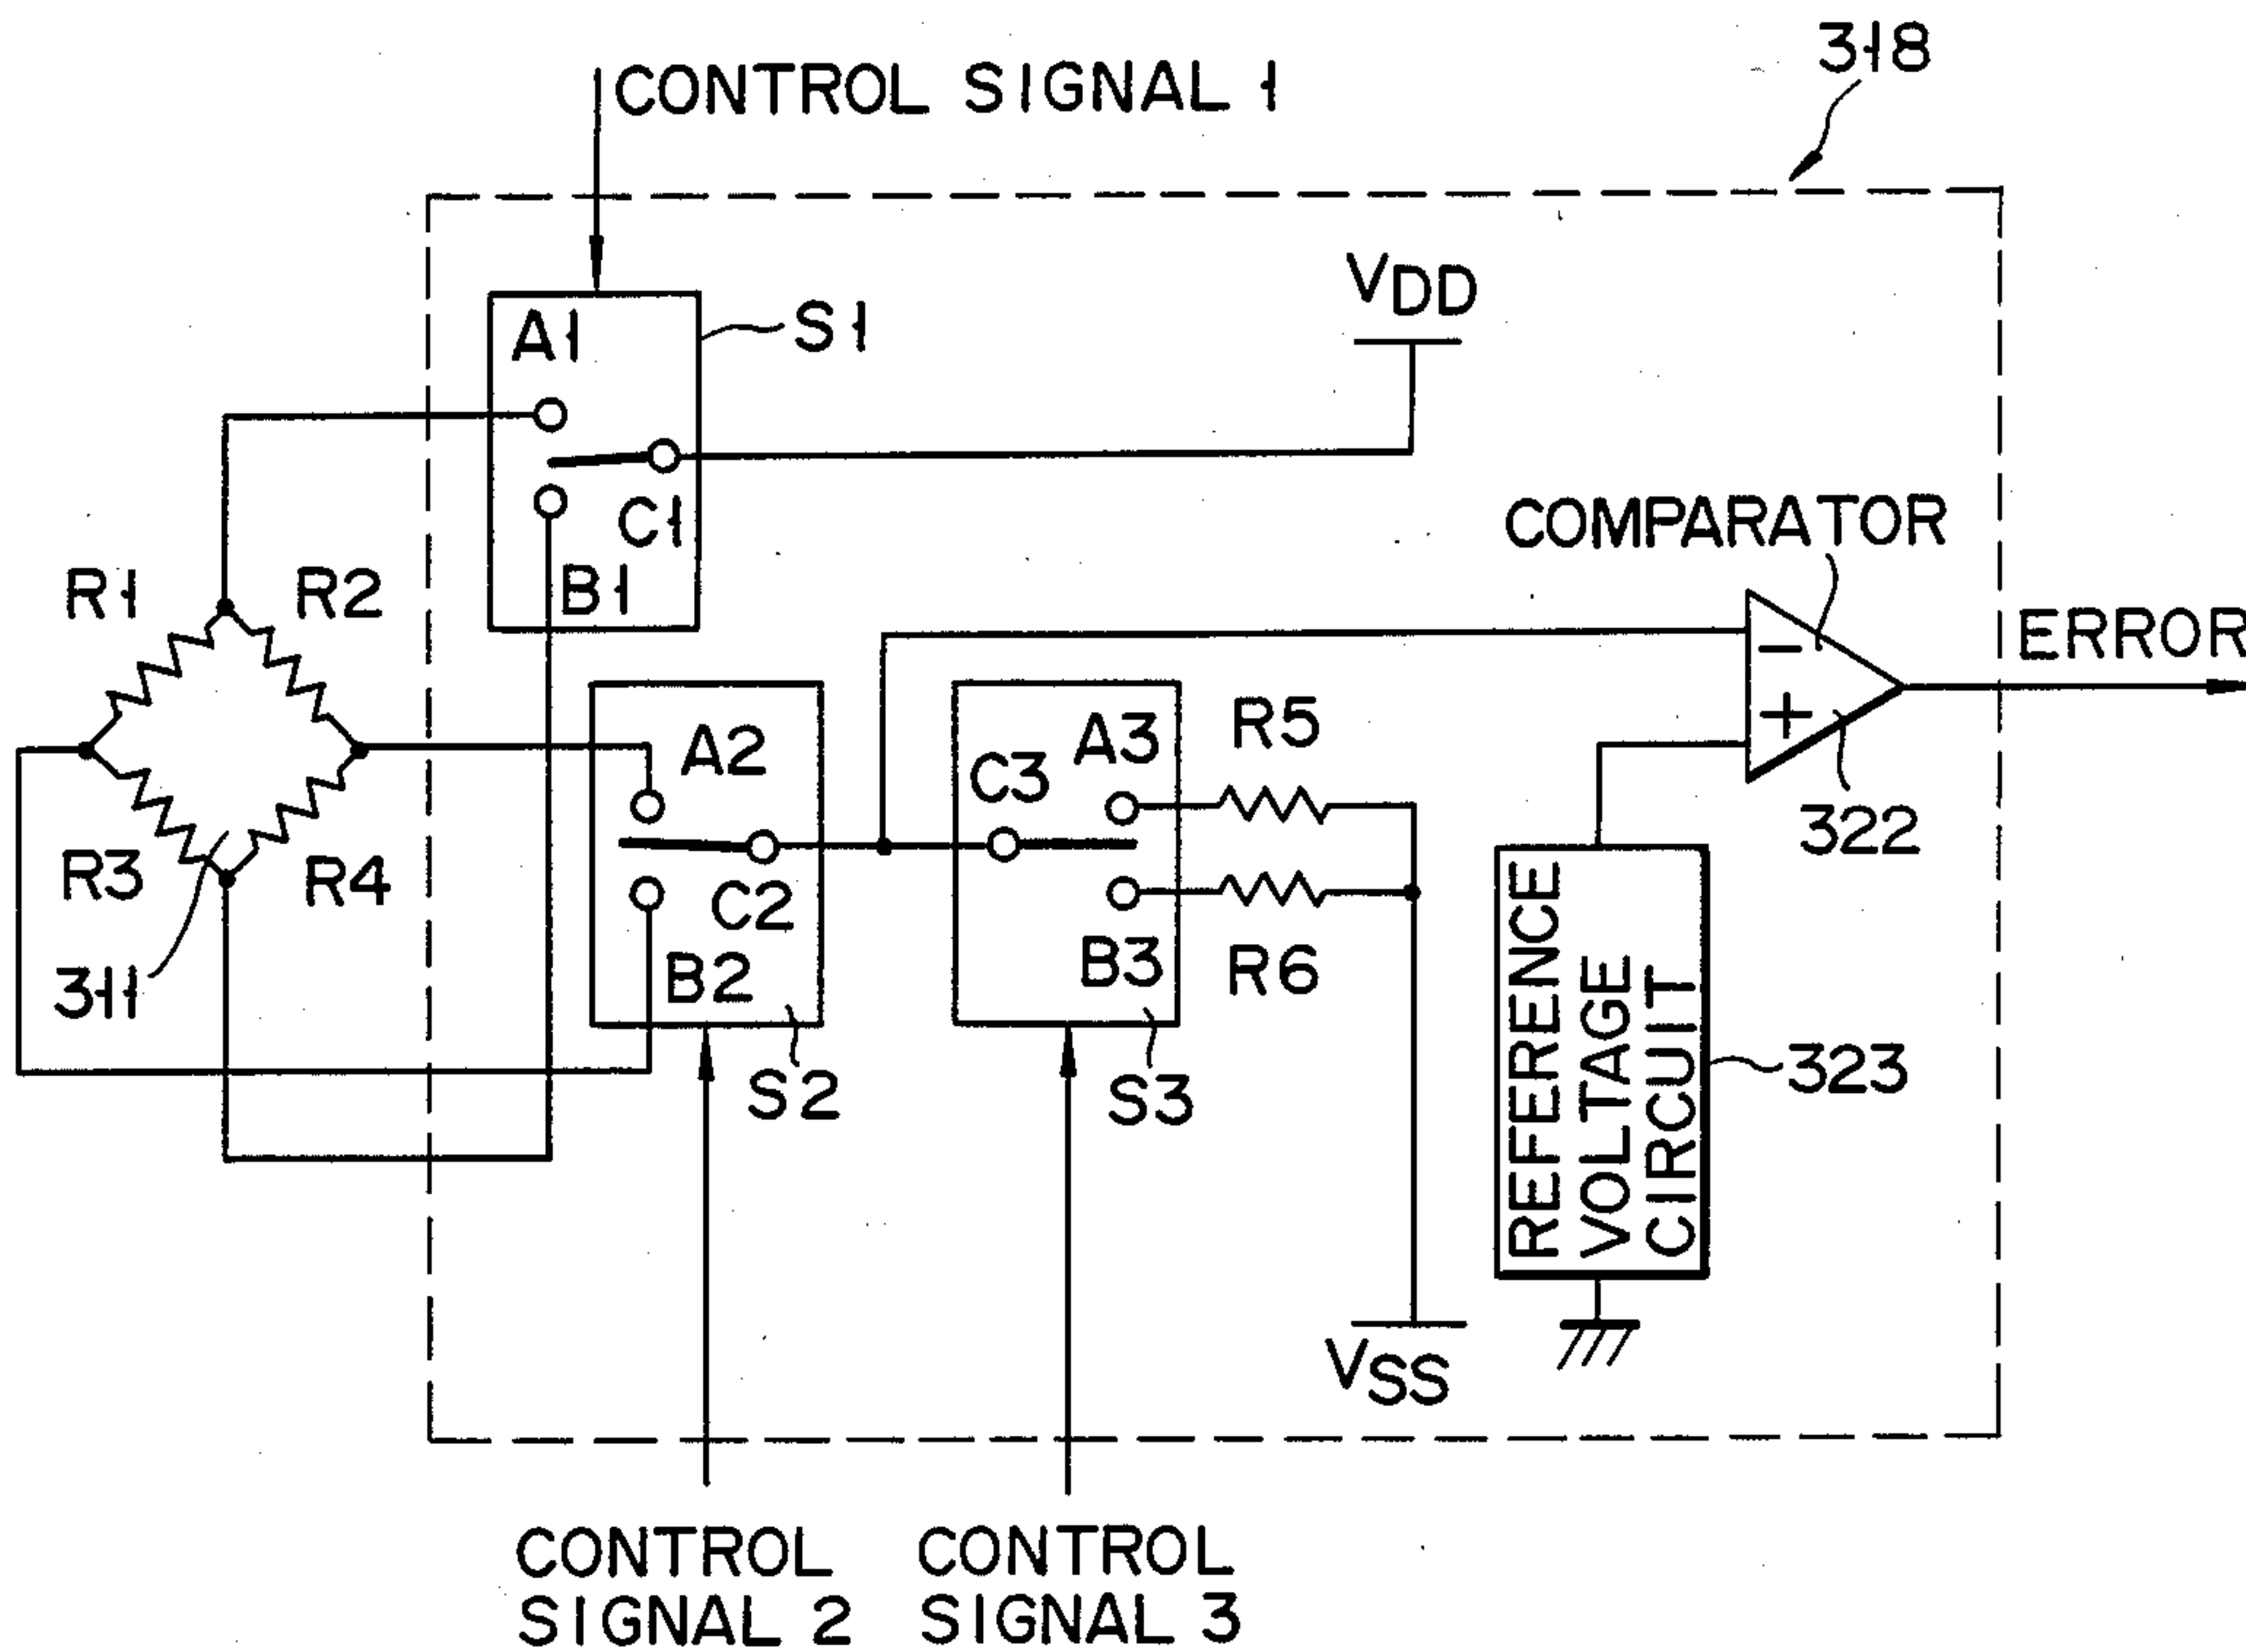 318
CONTROL SIGNAL 1
VDD
A1
S1
C1
B1
COMPARATOR
R1
R2
ERROR
A2
C3
A3
R5
322
R3
R4
C2
B2
B3
R6
311
REFERENCE
VOLTAGE
CIRCUIT
323
S2
S3
VSS
CONTROL
SIGNAL 2
CONTROL
SIGNAL 3